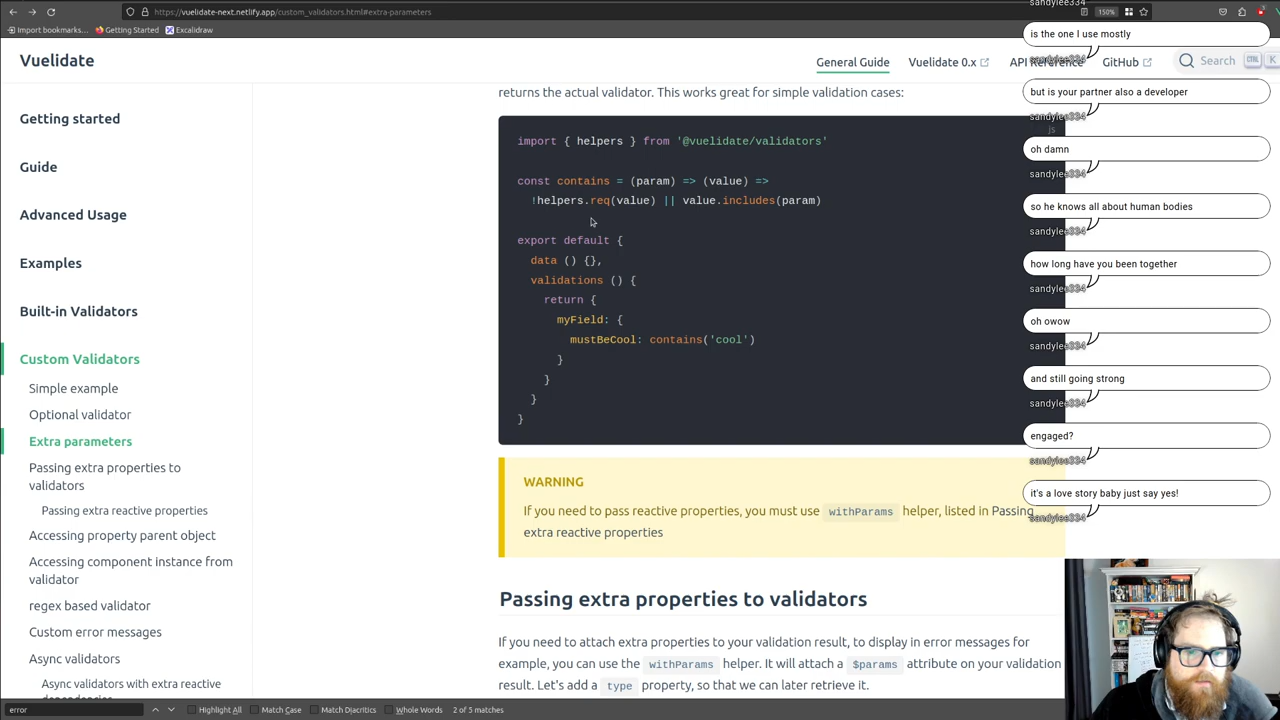 https://vuelidate-next.netlify.app/custom_validators.html#extra-parameters
150%
Import bookmarks...
Getting Started
Excalidraw
Vuelidate
General Guide
Vuelidate 0.x
API Reference
GitHub
Search
CTRL
K
Getting started
Guide
Advanced Usage
Examples
Built-in Validators
Custom Validators
Simple example
Optional validator
Extra parameters
Passing extra properties to
validators
Passing extra reactive properties
Accessing property parent object
Accessing component instance from
validator
regex based validator
Custom error messages
Async validators
Async validators with extra reactive
returns the actual validator. This works great for simple validation cases:
js
import { helpers } from '@vuelidate/validators'
const contains = (param) => (value) =>
!helpers.req(value) || value.includes(param)
export default {
data () {},
validations () {
return {
myField: {
mustBeCool: contains('cool')
}
}
}
}
WARNING
If you need to pass reactive properties, you must use withParams helper, listed in Passing
extra reactive properties
Passing extra properties to validators
If you need to attach extra properties to your validation result, to display in error messages for
example, you can use the withParams helper. It will attach a $params attribute on your validation
result. Let's add a type property, so that we can later retrieve it.
sandylee334
is the one I use mostly
sandylee334
but is your partner also a developer
sandylee334
oh damn
sandylee334
so he knows all about human bodies
sandylee334
how long have you been together
sandylee334
oh owow
sandylee334
and still going strong
sandylee334
engaged?
sandylee334
it's a love story baby just say yes!
sandylee334
error
Highlight All
Match Case
Match Diacritics
Whole Words
2 of 5 matches